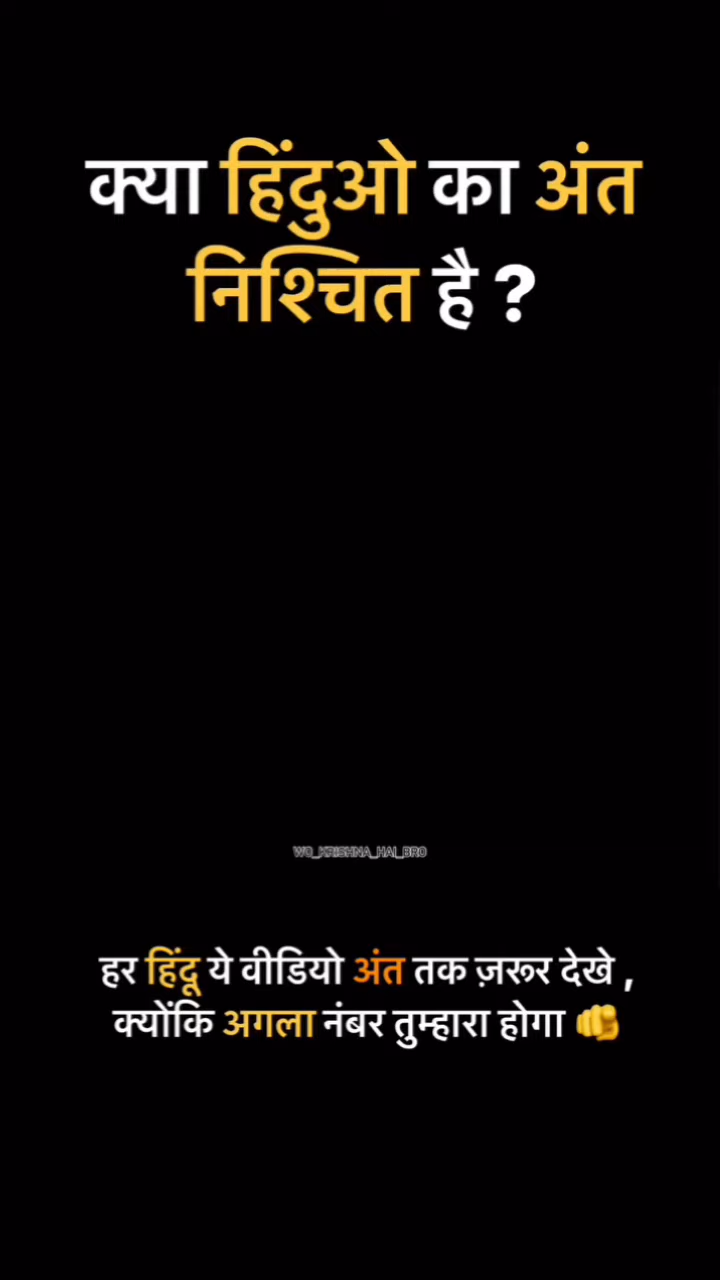 क्या हिंदुओ का अंत
निश्चित है ?
WO_KRISHNA_HAI_BRO
हर हिंदू ये वीडियो अंत तक ज़रूर देखे ,
क्योंकि अगला नंबर तुम्हारा होगा 🫵